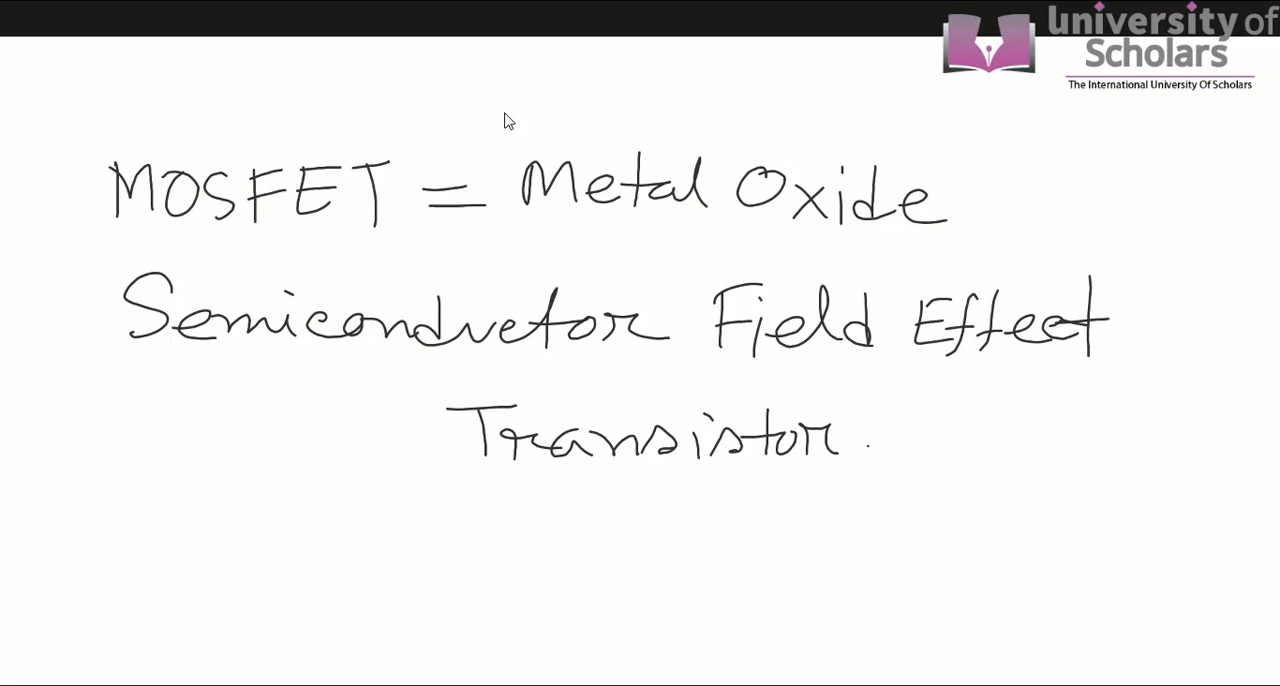 University of
Scholars
The International University Of Scholars
MOSFET = Metal Oxide
Semiconductor Field Effect
Transistor.